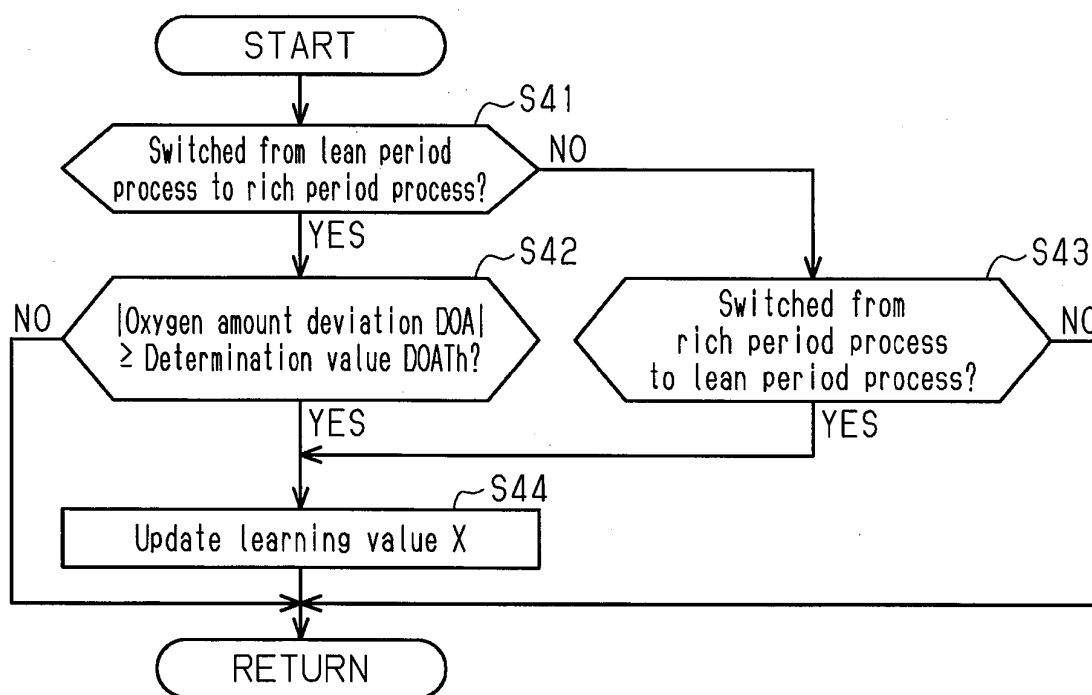 START
S41
Switched from lean period
process to rich period process?
NO
YES
S42
|Oxygen amount deviation DOA|
≥ Determination value DOATh?
NO
YES
S43
Switched from
rich period process
to lean period process?
NO
YES
S44
Update learning value X
RETURN